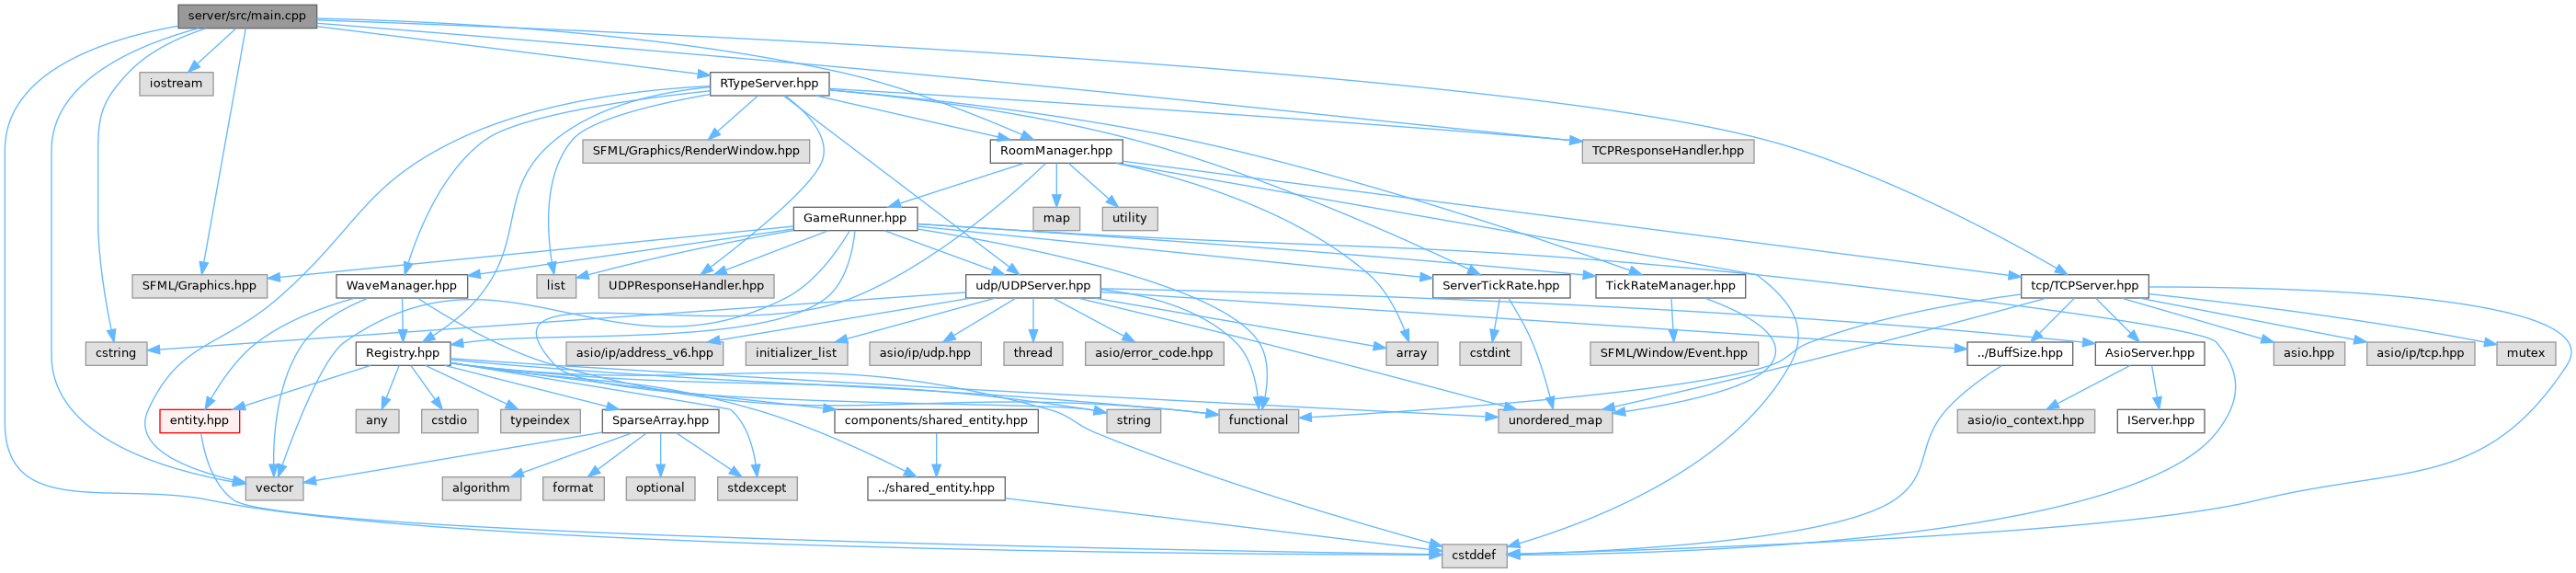 server/src/main.cpp
iostream
RTypeServer.hpp
SFML/Graphics/RenderWindow.hpp
RoomManager.hpp
TCPResponseHandler.hpp
GameRunner.hpp
map
utility
SFML/Graphics.hpp
WaveManager.hpp
list
UDPResponseHandler.hpp
udp/UDPServer.hpp
ServerTickRate.hpp
TickRateManager.hpp
tcp/TCPServer.hpp
cstring
Registry.hpp
asio/ip/address_v6.hpp
initializer_list
asio/ip/udp.hpp
thread
asio/error_code.hpp
array
cstdint
SFML/Window/Event.hpp
../BuffSize.hpp
AsioServer.hpp
asio.hpp
asio/ip/tcp.hpp
mutex
entity.hpp
any
cstdio
typeindex
SparseArray.hpp
components/shared_entity.hpp
string
functional
unordered_map
asio/io_context.hpp
IServer.hpp
vector
algorithm
format
optional
stdexcept
../shared_entity.hpp
cstddef